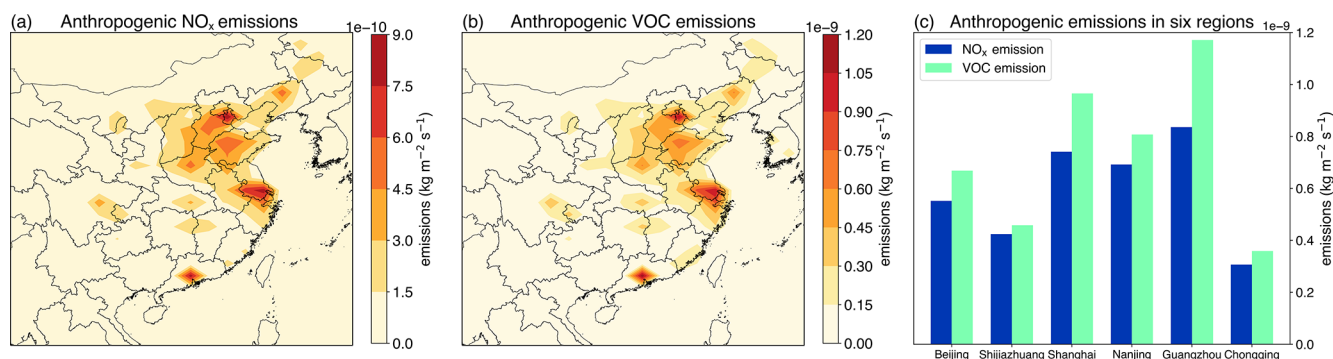 (a) Anthropogenic NOₓ emissions
1e−10
9.0
7.5
6.0
4.5
3.0
1.5
0.0
emissions (kg m⁻² s⁻¹)
(b) Anthropogenic VOC emissions
1e−9
1.20
1.05
0.90
0.75
0.60
0.45
0.30
0.15
0.00
emissions (kg m⁻² s⁻¹)
(c) Anthropogenic emissions in six regions
1e−9
NOₓ emission
VOC emission
1.2
1.0
0.8
0.6
0.4
0.2
0.0
emissions (kg m⁻² s⁻¹)
Beijing Shijiazhuang Shanghai Nanjing Guangzhou Chongqing